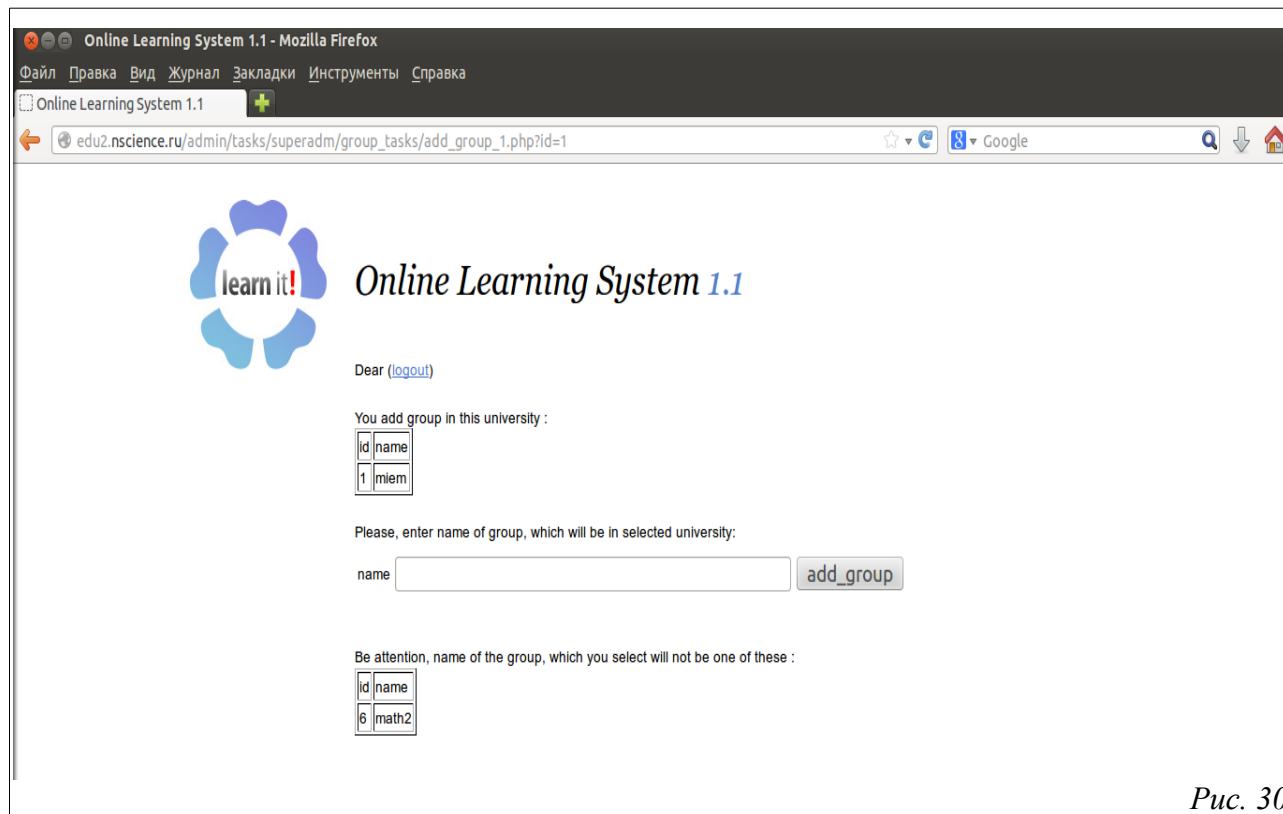 Online Learning System 1.1 - Mozilla Firefox
Файл Правка Вид Журнал Закладки Инструменты Справка
Online Learning System 1.1
edu2.nscience.ru/admin/tasks/superadm/group_tasks/add_group_1.php?id=1
8 Google
learn it!
Online Learning System 1.1
Dear (logout)
You add group in this university :
id name
1 miem
Please, enter name of group, which will be in selected university:
name add_group
Be attention, name of the group, which you select will not be one of these :
id name
6 math2
Рис. 30